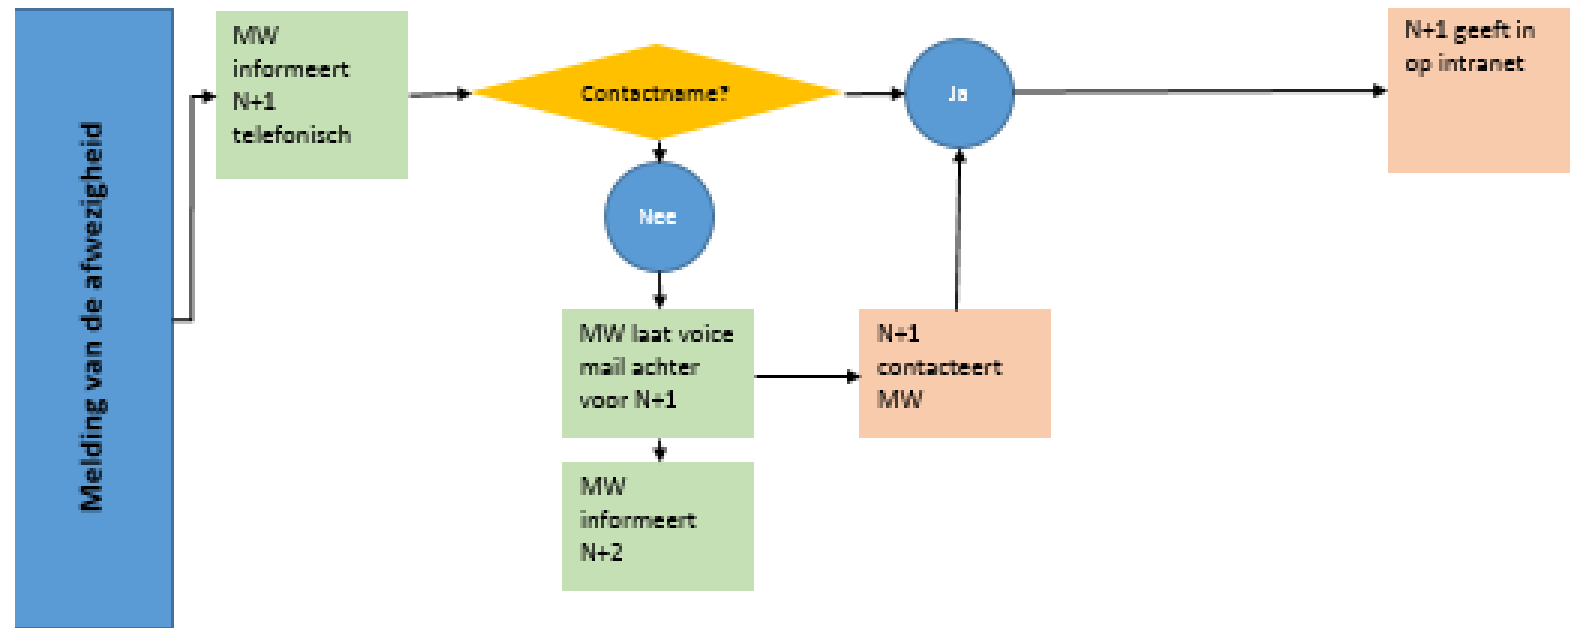 Melding van de afwezigheid
MW
informeert
N+1
telefonisch
Contactname?
Ja
N+1 geeft in
op intranet
Nee
MW laat voice
mail achter
voor N+1
N+1
contacteert
MW
MW
informeert
N+2